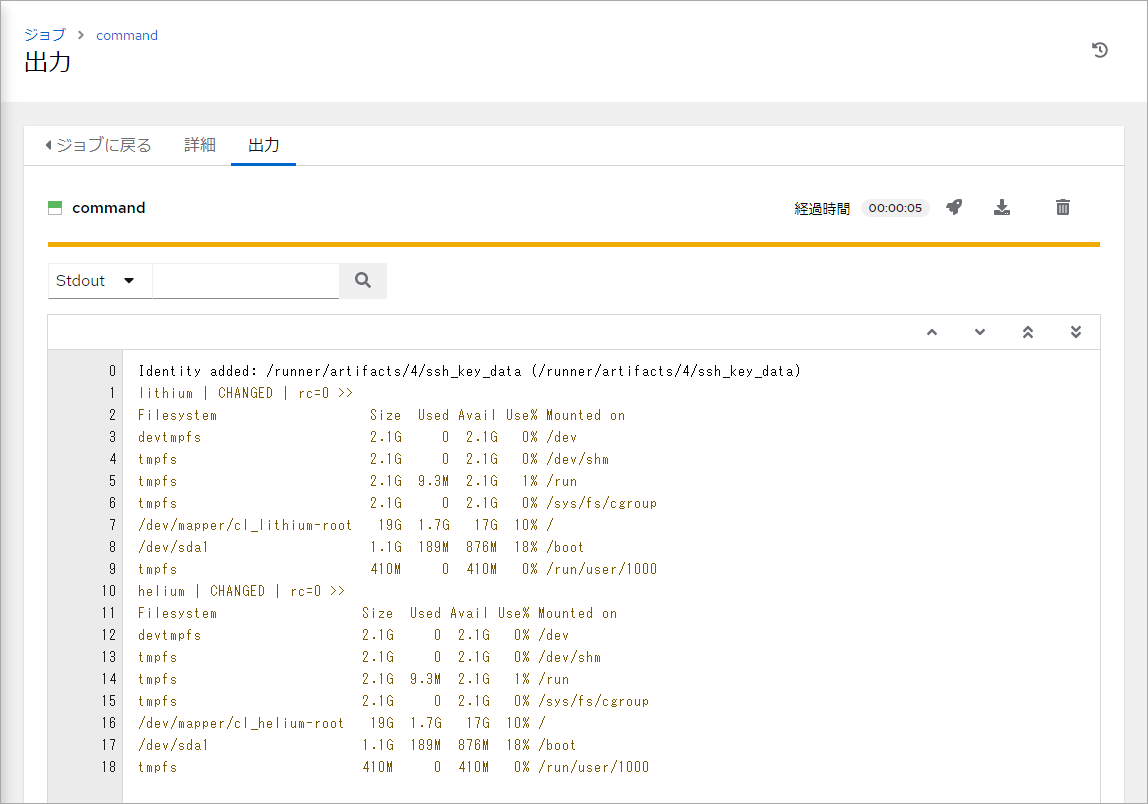 ジョブ > command
出力
ジョブに戻る 詳細 出力
command 経過時間 00:00:05
Stdout
0 Identity added: /runner/artifacts/4/ssh_key_data (/runner/artifacts/4/ssh_key_data)
1 lithium | CHANGED | rc=0 >>
2 Filesystem                   Size  Used Avail Use% Mounted on
3 devtmpfs                     2.1G     0  2.1G   0% /dev
4 tmpfs                        2.1G     0  2.1G   0% /dev/shm
5 tmpfs                        2.1G  9.3M  2.1G   1% /run
6 tmpfs                        2.1G     0  2.1G   0% /sys/fs/cgroup
7 /dev/mapper/cl_lithium-root   19G  1.7G   17G  10% /
8 /dev/sda1                    1.1G  189M  876M  18% /boot
9 tmpfs                        410M     0  410M   0% /run/user/1000
10 helium | CHANGED | rc=0 >>
11 Filesystem                  Size  Used Avail Use% Mounted on
12 devtmpfs                    2.1G     0  2.1G   0% /dev
13 tmpfs                       2.1G     0  2.1G   0% /dev/shm
14 tmpfs                       2.1G  9.3M  2.1G   1% /run
15 tmpfs                       2.1G     0  2.1G   0% /sys/fs/cgroup
16 /dev/mapper/cl_helium-root   19G  1.7G   17G  10% /
17 /dev/sda1                   1.1G  189M  876M  18% /boot
18 tmpfs                       410M     0  410M   0% /run/user/1000